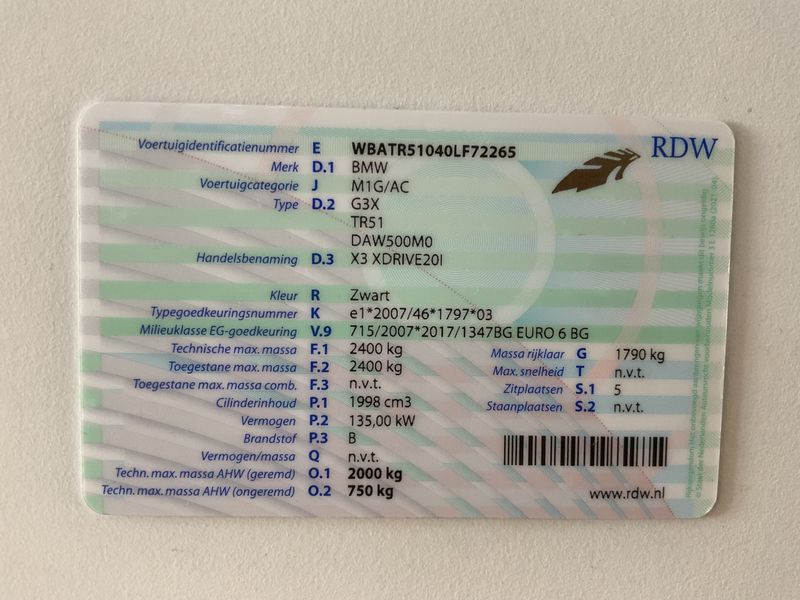 Voertuigidentificatienummer E WBATR51040LF72265
RDW
Merk D.1 BMW
Voertuigcategorie J M1G/AC
Type D.2 G3X
TR51
DAW500M0
Handelsbenaming D.3 X3 XDRIVE20I
Kleur R Zwart
Typegoedkeuringsnummer K e1*2007/46*1797*03
Milieuklasse EG-goedkeuring V.9 715/2007*2017/1347BG EURO 6 BG
Technische max. massa F.1 2400 kg Massa rijklaar G 1790 kg
Toegestane max. massa F.2 2400 kg Max. snelheid T n.v.t.
Toegestane max. massa comb. F.3 n.v.t. Zitplaatsen S.1 5
Cilinderinhoud P.1 1998 cm3 Staanplaatsen S.2 n.v.t.
Vermogen P.2 135,00 kW
Brandstof P.3 B
Vermogen/massa Q n.v.t.
Techn. max. massa AHW (geremd) O.1 2000 kg
Techn. max. massa AHW (ongeremd) O.2 750 kg
www.rdw.nl